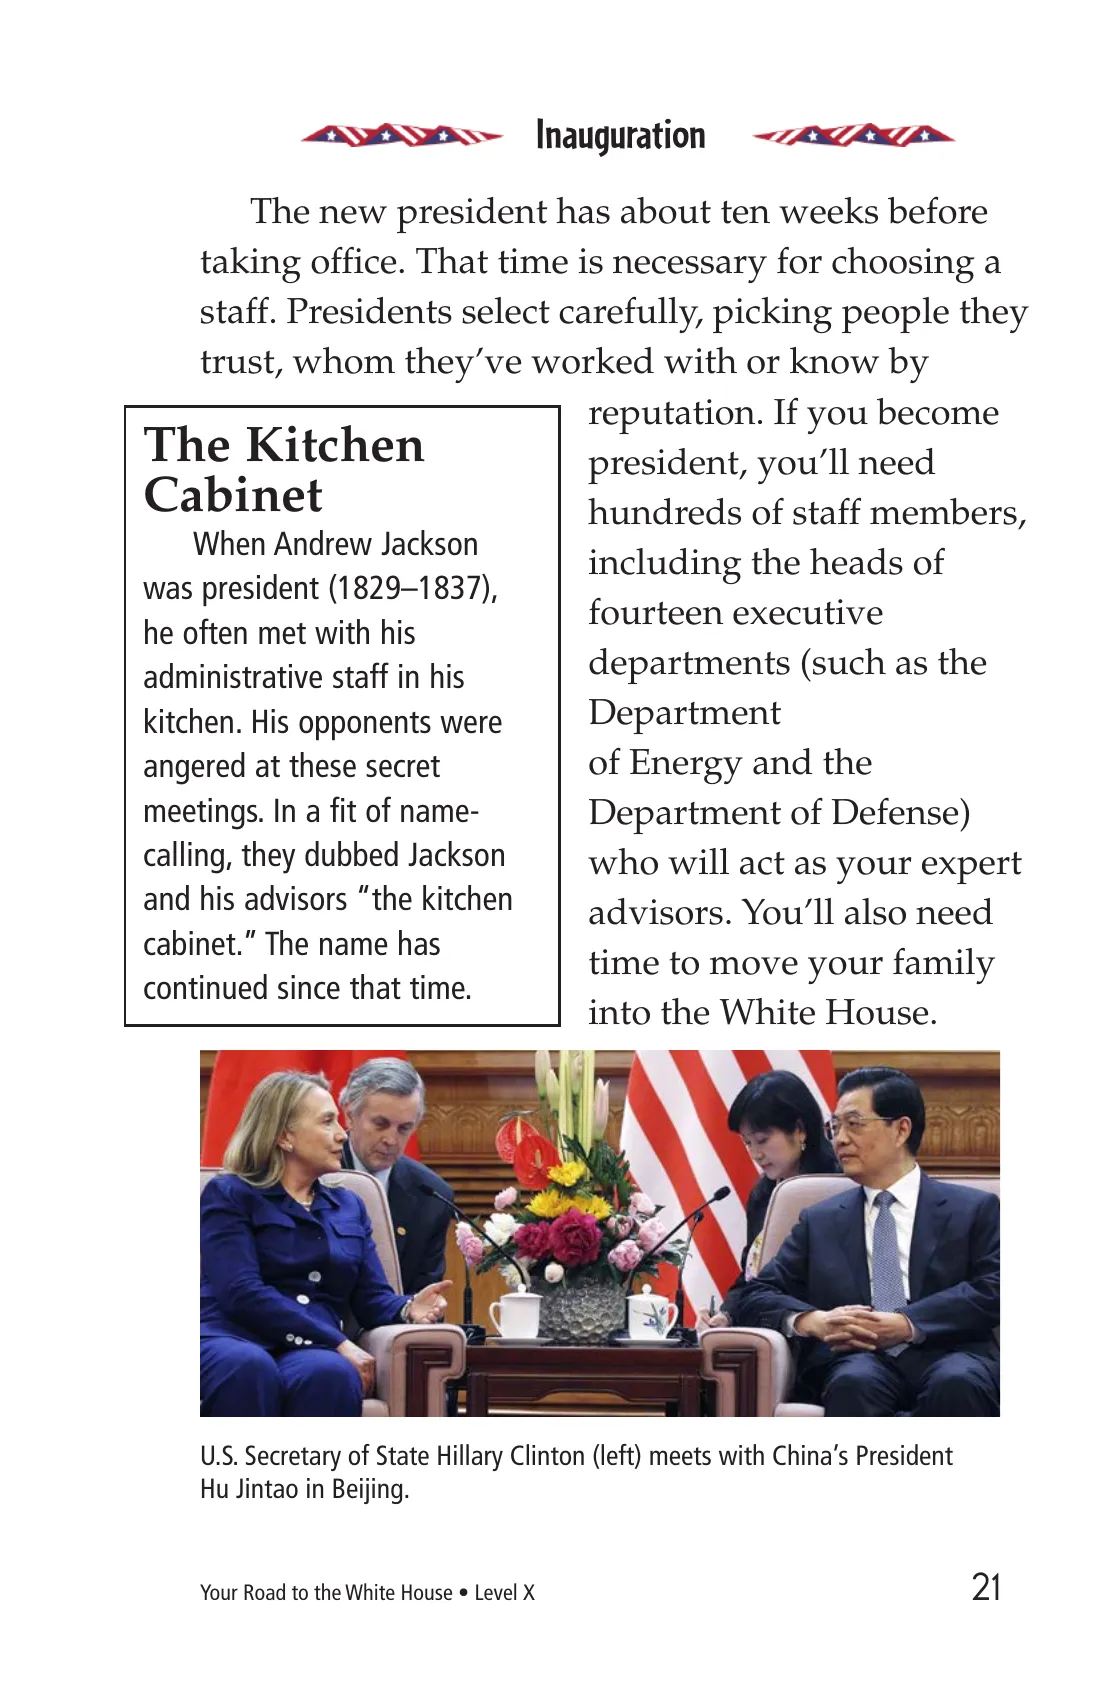 Inauguration
The new president has about ten weeks before
taking office. That time is necessary for choosing a
staff. Presidents select carefully, picking people they
trust, whom they’ve worked with or know by
reputation. If you become
president, you’ll need
hundreds of staff members,
including the heads of
fourteen executive
departments (such as the
Department
of Energy and the
Department of Defense)
who will act as your expert
advisors. You’ll also need
time to move your family
into the White House.
The Kitchen
Cabinet
When Andrew Jackson
was president (1829–1837),
he often met with his
administrative staff in his
kitchen. His opponents were
angered at these secret
meetings. In a fit of name-
calling, they dubbed Jackson
and his advisors “the kitchen
cabinet.” The name has
continued since that time.
U.S. Secretary of State Hillary Clinton (left) meets with China’s President
Hu Jintao in Beijing.
Your Road to the White House • Level X
21